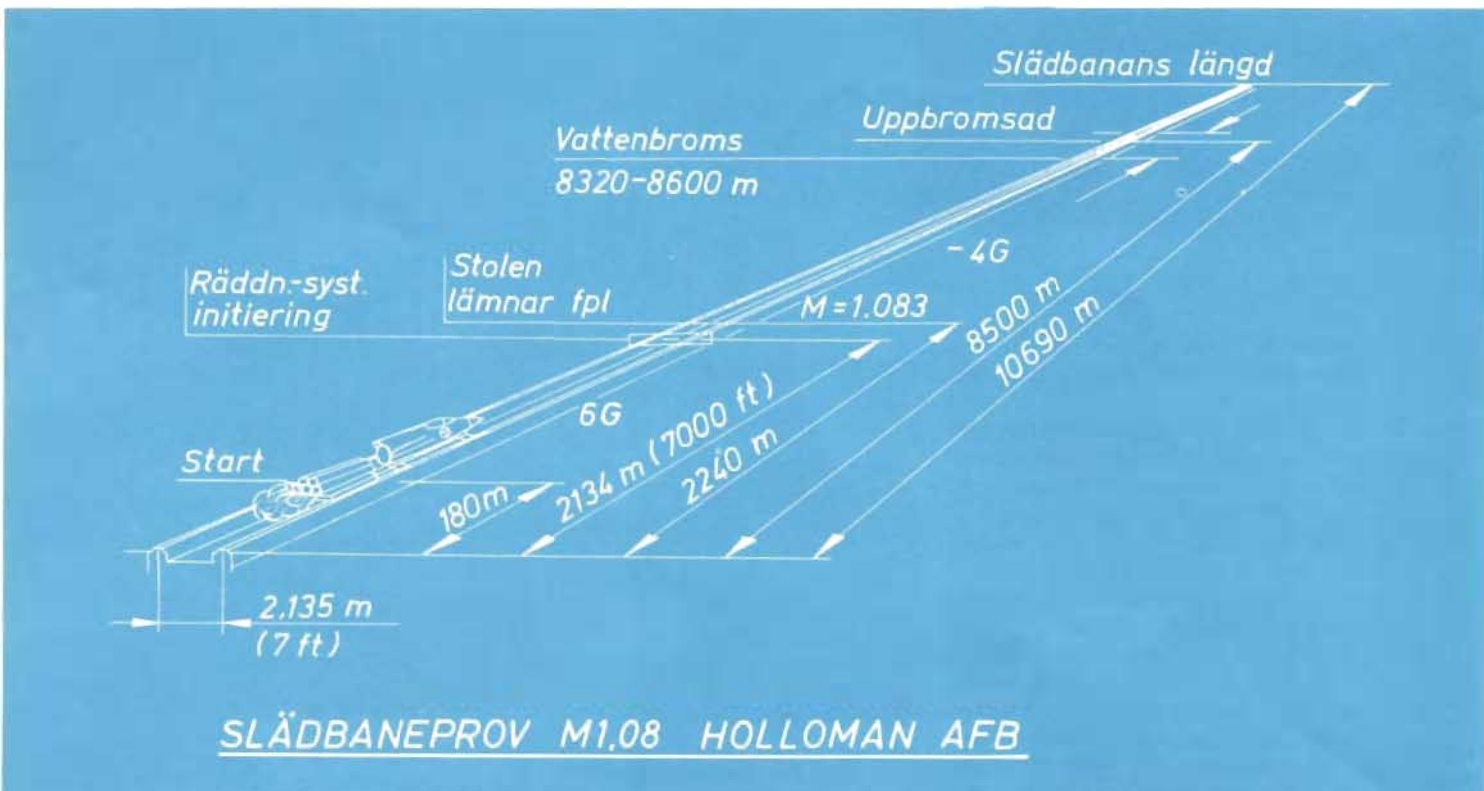 Slädbanans längd
Uppbromsad
Vattenbroms
8320-8600 m
-4G
Stolen
lämnar fpl
Räddn.-syst.
initiering
M=1.083
8500 m
10690 m
6G
2134 m (7000 ft)
2240 m
Start
180m
2,135 m
(7 ft)
SLÄDBANEPROV M1,08 HOLLOMAN AFB